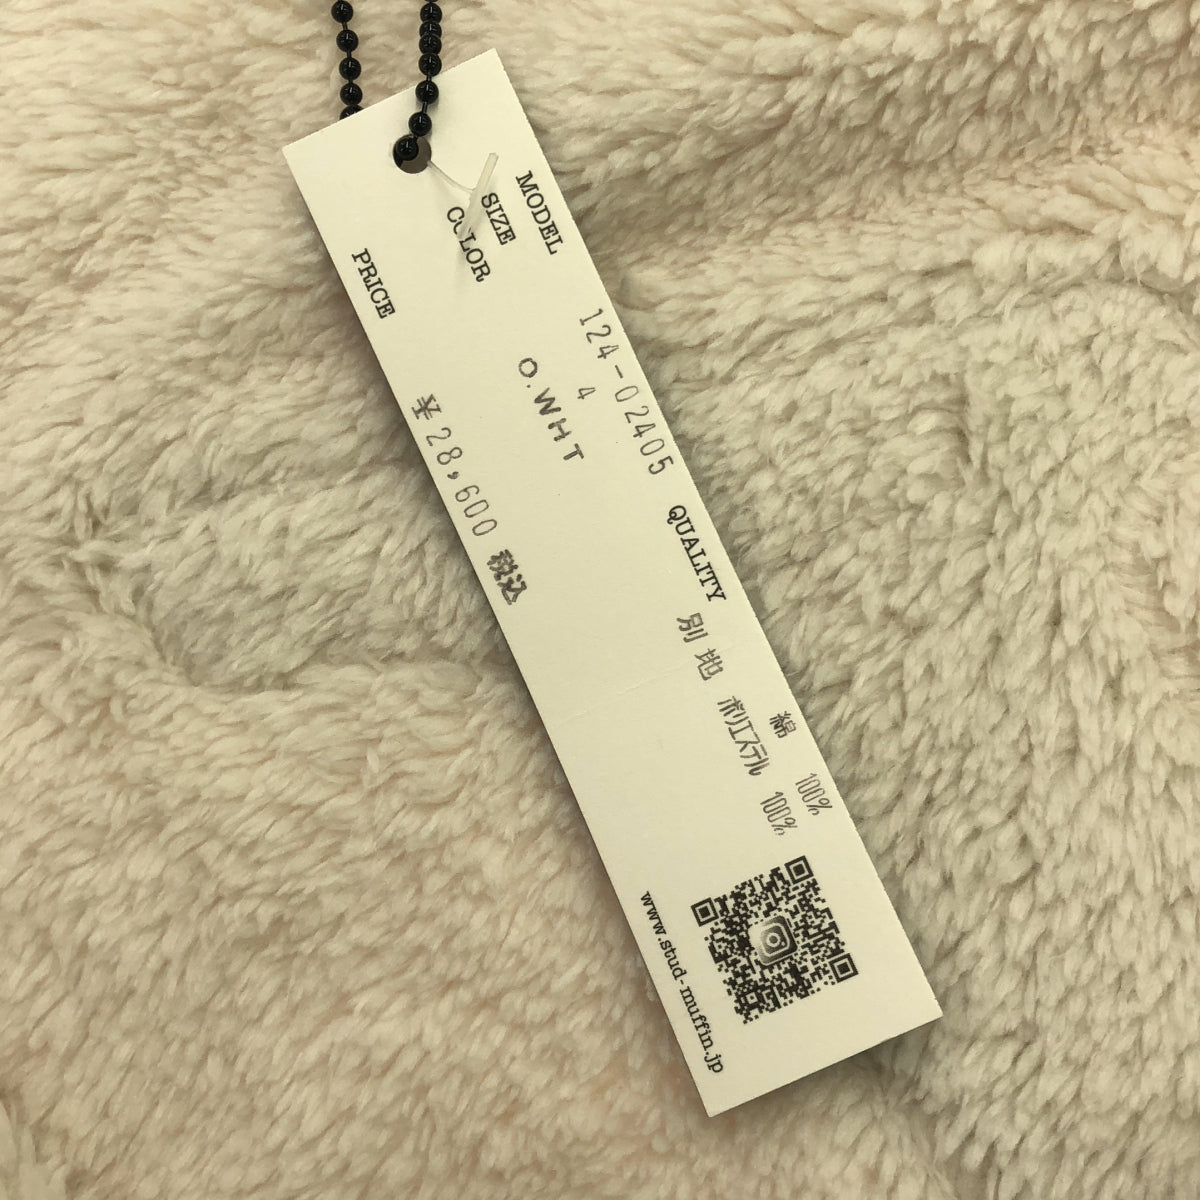 MODEL 124-02405
SIZE 4
COLOR O.WHT
PRICE ¥28,600 税込
QUALITY
綿 100%
別地 ポリエステル 100%
www.stud-muffin.jp